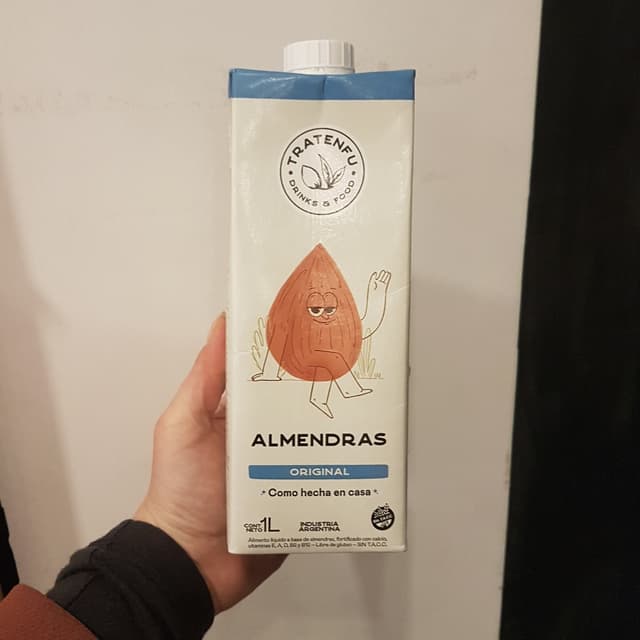 TRATENFU
DRINKS & FOOD
ALMENDRAS
ORIGINAL
Como hecha en casa
CONT. NETO 1L
INDUSTRIA
ARGENTINA
SIN T.A.C.C.
Alimento líquido a base de almendras, fortificado con calcio,
vitaminas E, A, D, B2 y B12 – Libre de gluten – SIN T.A.C.C.